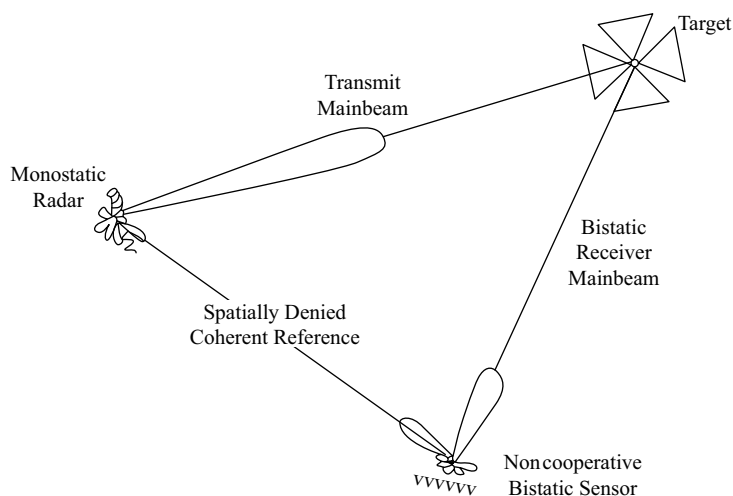 Target
Transmit
Mainbeam
Monostatic
Radar
Bistatic
Receiver
Mainbeam
Spatially Denied
Coherent Reference
Noncooperative
Bistatic Sensor